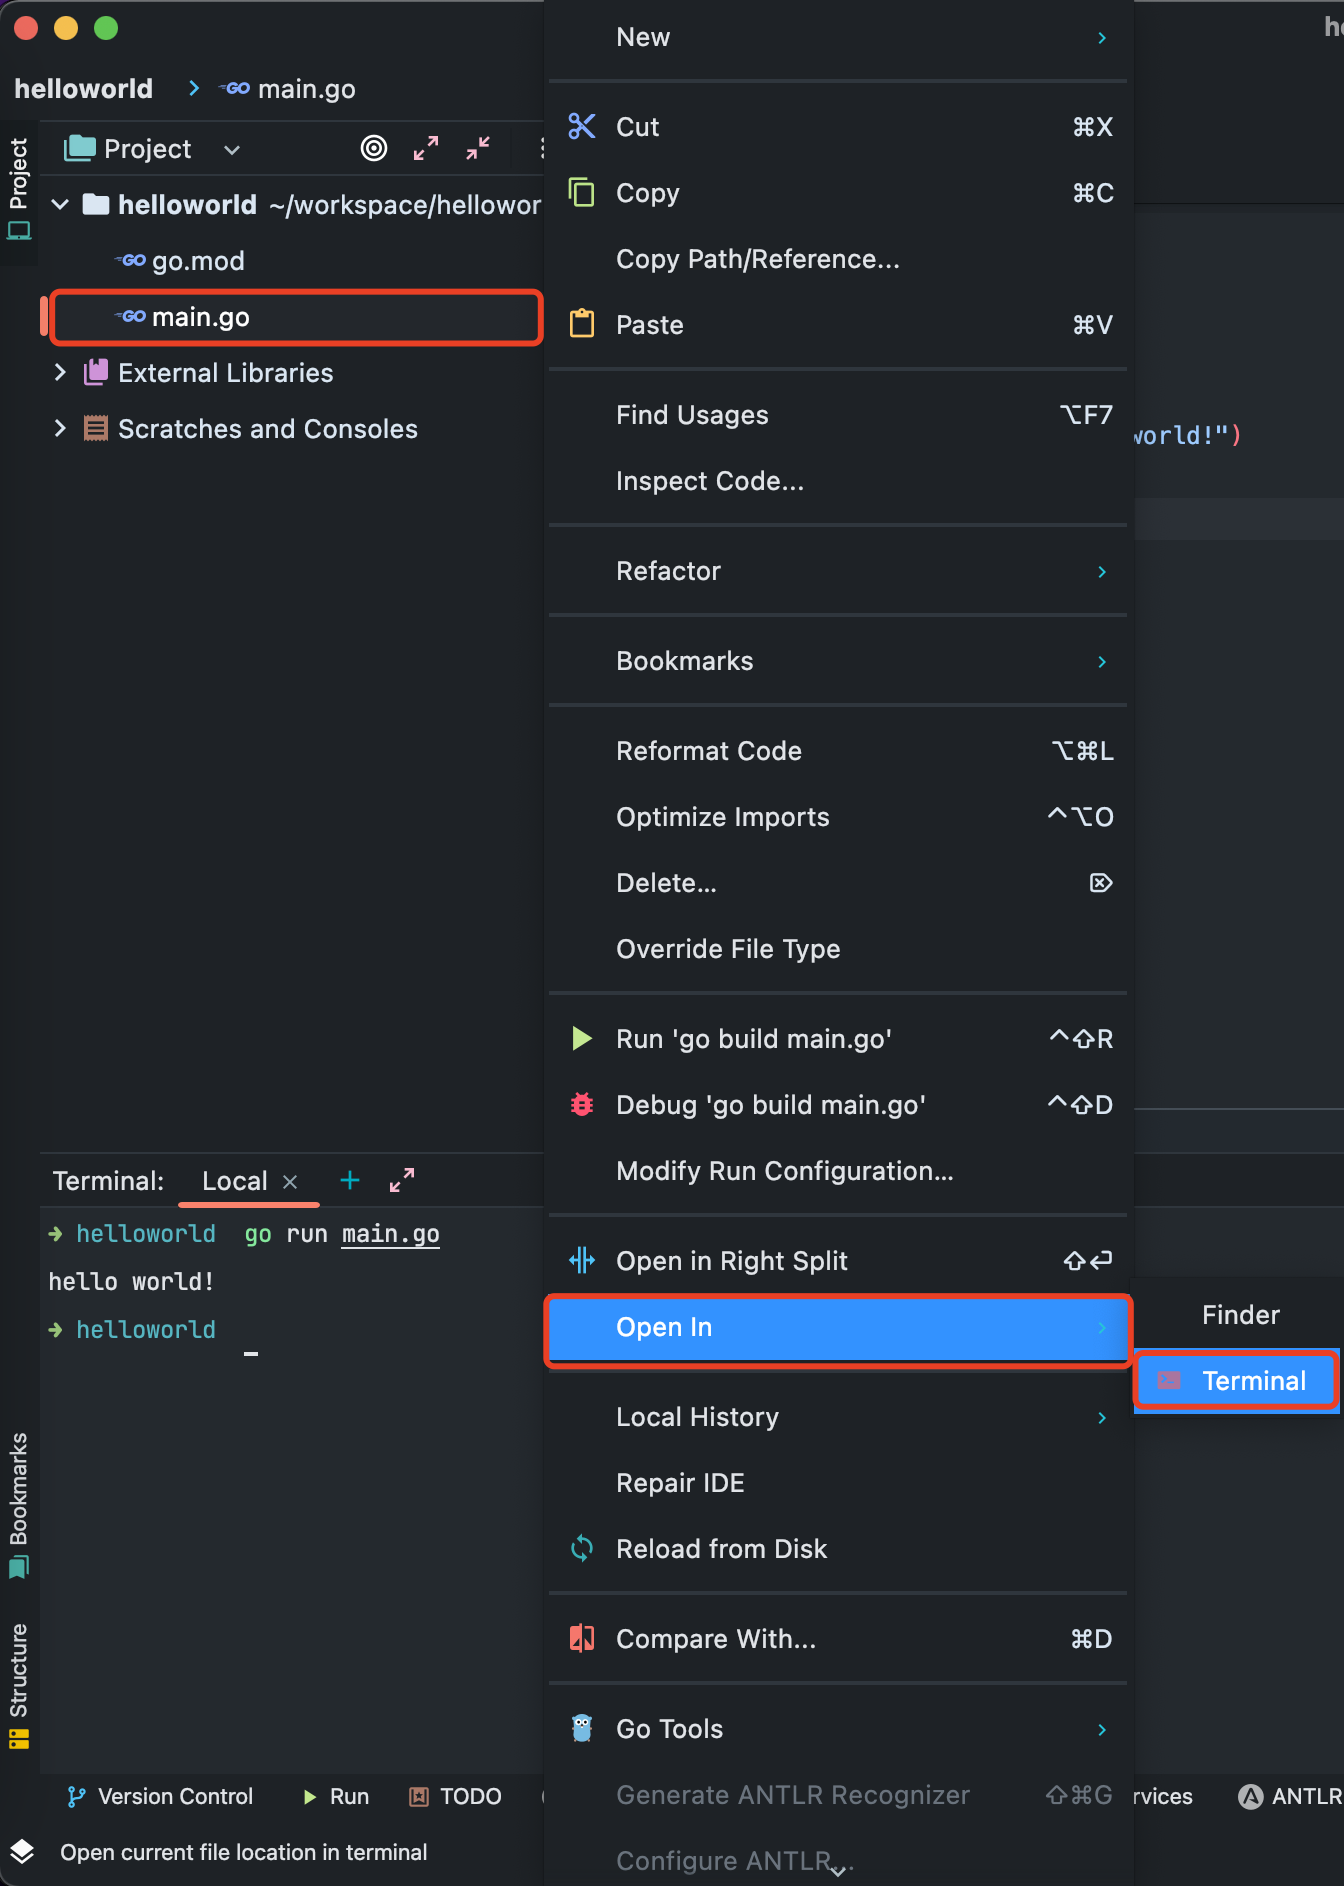 he
helloworld > GO main.go
Project
Project
helloworld ~/workspace/hellowor
GO go.mod
GO main.go
External Libraries
Scratches and Consoles
New
Cut ⌘X
Copy ⌘C
Copy Path/Reference...
Paste ⌘V
Find Usages ⌥F7
Inspect Code...
Refactor
Bookmarks
Reformat Code ⌥⌘L
Optimize Imports ^⌥O
Delete... ⌦
Override File Type
Run 'go build main.go' ^⇧R
Debug 'go build main.go' ^⇧D
Modify Run Configuration...
Open in Right Split ⇧⏎
Open In
Local History
Repair IDE
Reload from Disk
Compare With... ⌘D
Go Tools
Generate ANTLR Recognizer ⇧⌘G
Configure ANTLR...
Finder
Terminal
world!")
Terminal: Local × +
→ helloworld go run main.go
hello world!
→ helloworld _
Bookmarks
Structure
Version Control Run TODO rvices ANTLR
Open current file location in terminal